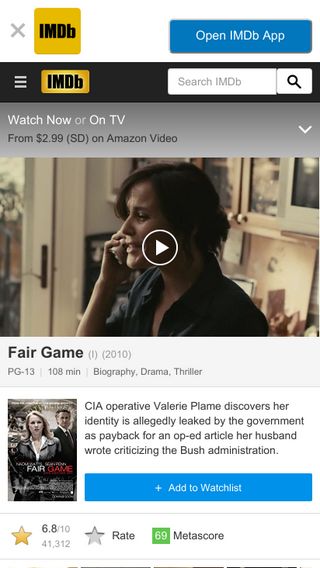 IMDb
Open IMDb App
IMDb
Search IMDb
Watch Now or On TV
From $2.99 (SD) on Amazon Video
Fair Game (I) (2010)
PG-13 | 108 min | Biography, Drama, Thriller
CIA operative Valerie Plame discovers her
identity is allegedly leaked by the government
as payback for an op-ed article her husband
wrote criticizing the Bush administration.
NAOMI WATTS SEAN PENN
FAIR GAME
+ Add to Watchlist
6.8/10
41,312
Rate
69 Metascore